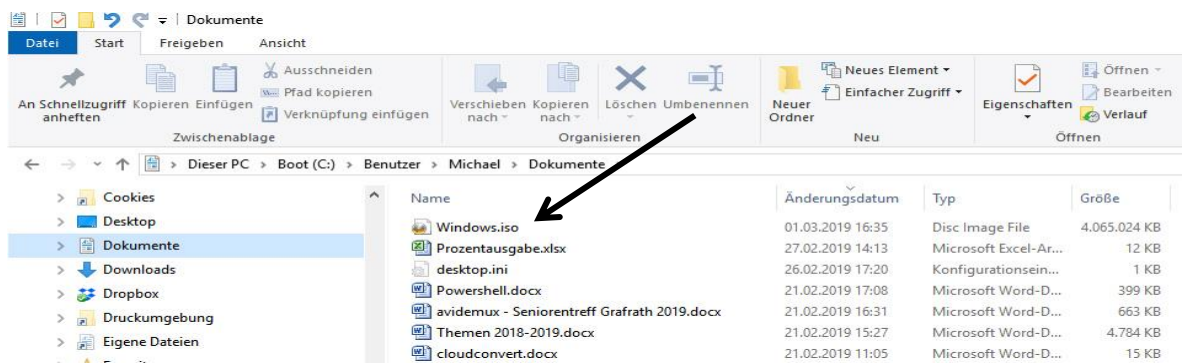 Dokumente
Datei Start Freigeben Ansicht
An Schnellzugriff anheften
Kopieren
Einfügen
Ausschneiden
Pfad kopieren
Verknüpfung einfügen
Zwischenablage
Verschieben nach
Kopieren nach
Löschen
Umbenennen
Organisieren
Neuer Ordner
Neues Element
Einfacher Zugriff
Neu
Eigenschaften
Öffnen
Bearbeiten
Verlauf
Öffnen
Dieser PC > Boot (C:) > Benutzer > Michael > Dokumente
Cookies
Desktop
Dokumente
Downloads
Dropbox
Druckumgebung
Eigene Dateien
Name Änderungsdatum Typ Größe
Windows.iso 01.03.2019 16:35 Disc Image File 4.065.024 KB
Prozentausgabe.xlsx 27.02.2019 14:13 Microsoft Excel-Ar... 12 KB
desktop.ini 26.02.2019 17:20 Konfigurationsein... 1 KB
Powershell.docx 21.02.2019 17:08 Microsoft Word-D... 399 KB
avidemux - Seniorentreff Grafrath 2019.docx 21.02.2019 16:31 Microsoft Word-D... 663 KB
Themen 2018-2019.docx 21.02.2019 15:27 Microsoft Word-D... 4.784 KB
cloudconvert.docx 21.02.2019 11:05 Microsoft Word-D... 15 KB